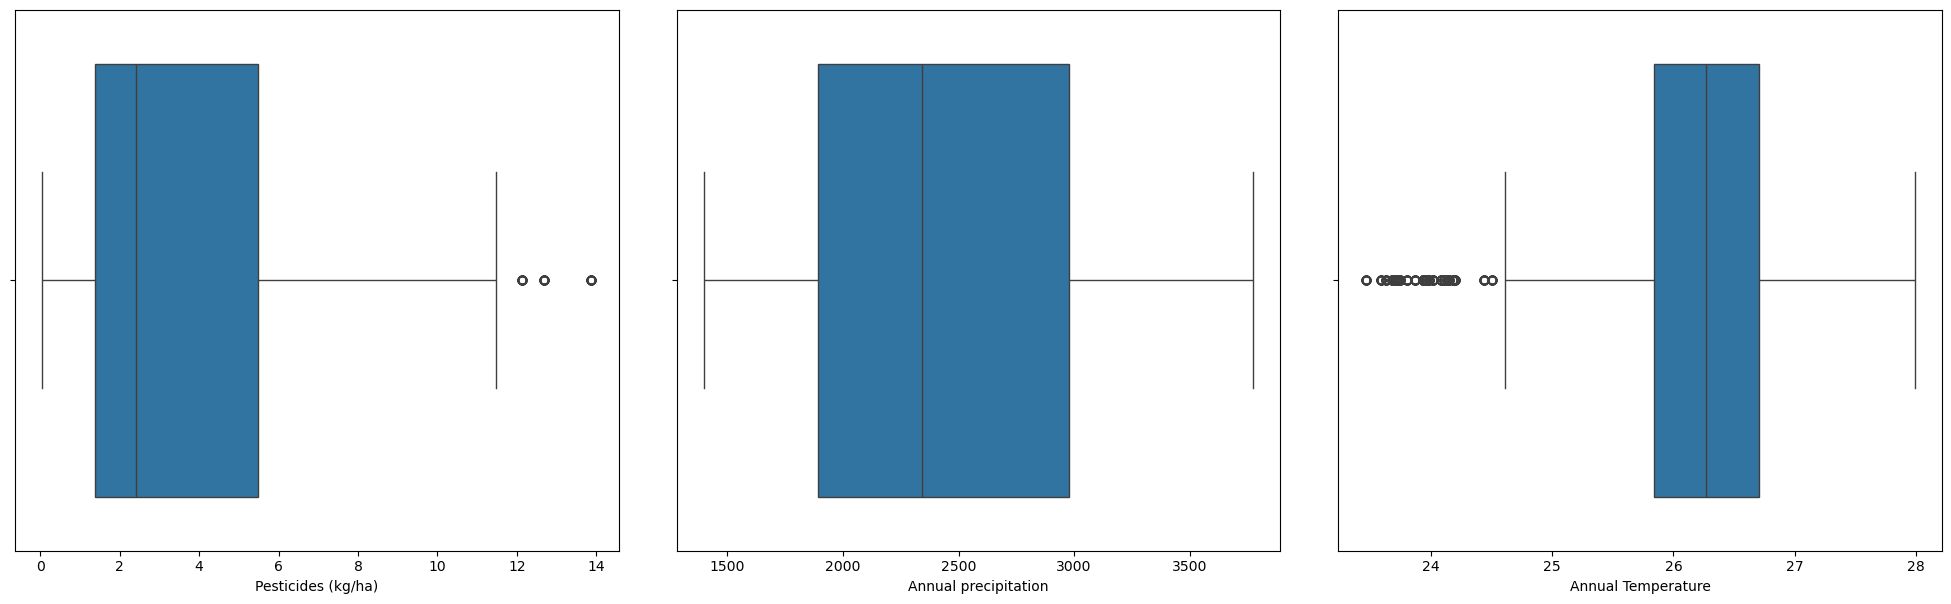 0 2 4 6 8 10 12 14
Pesticides (kg/ha)
1500 2000 2500 3000 3500
Annual precipitation
24 25 26 27 28
Annual Temperature